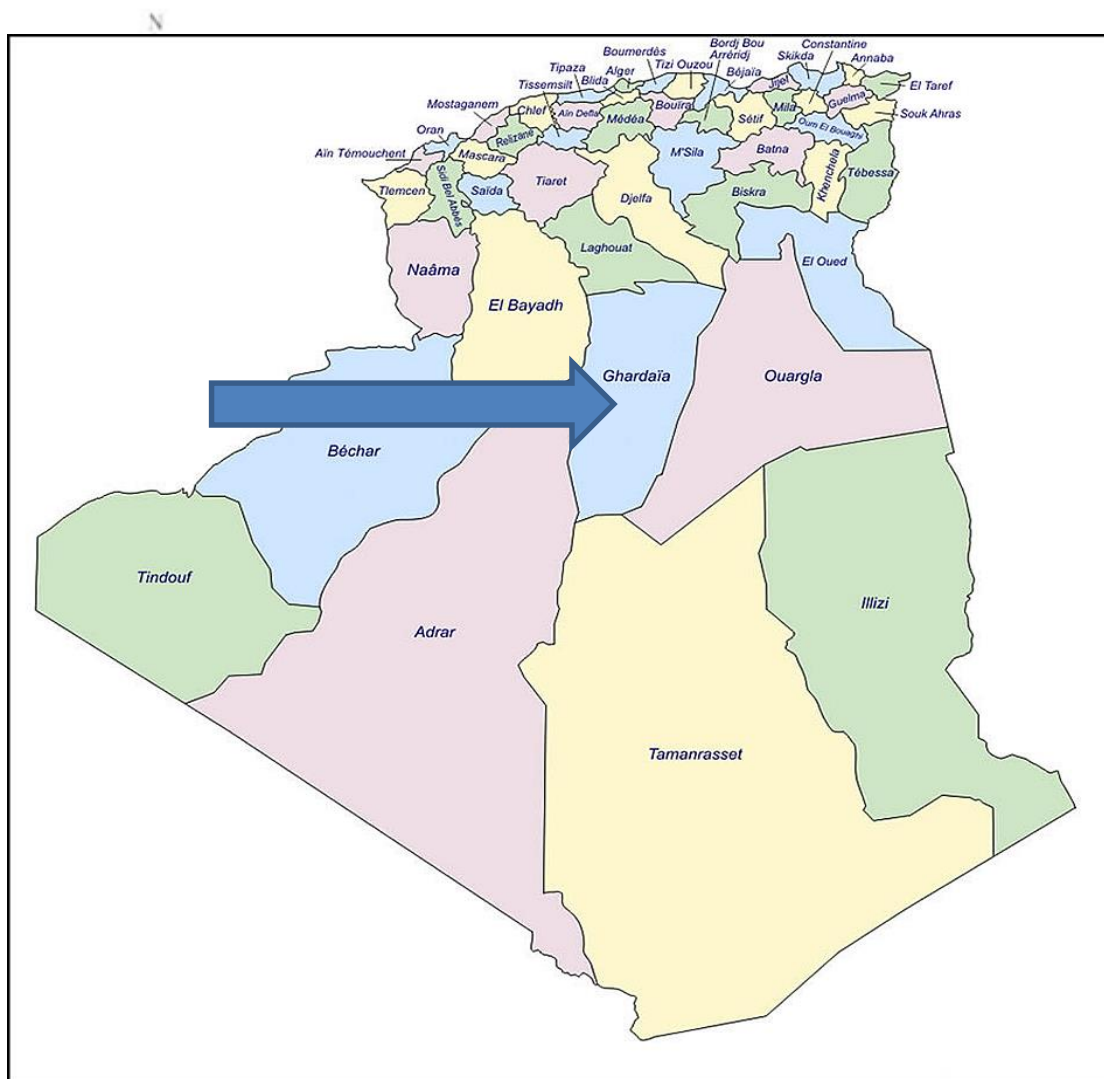 N
Bordj Bou
Arréridj
Constantine
Boumerdès
Skikda
Annaba
Tipaza
Alger
Tizi Ouzou
Béjaïa
Jijel
El Taref
Tissemsilt
Blida
Mostaganem
Chlef
Aïn Defla
Médéa
Bouira
Sétif
Mila
Guelma
Souk Ahras
Oran
Relizane
Oum El Bouaghi
Aïn Témouchent
Mascara
M'Sila
Batna
Khenchela
Tébessa
Tlemcen
Sidi Bel Abbès
Saïda
Tiaret
Djelfa
Biskra
Laghouat
El Oued
Naâma
El Bayadh
Ghardaïa
Ouargla
Béchar
Tindouf
Adrar
Illizi
Tamanrasset